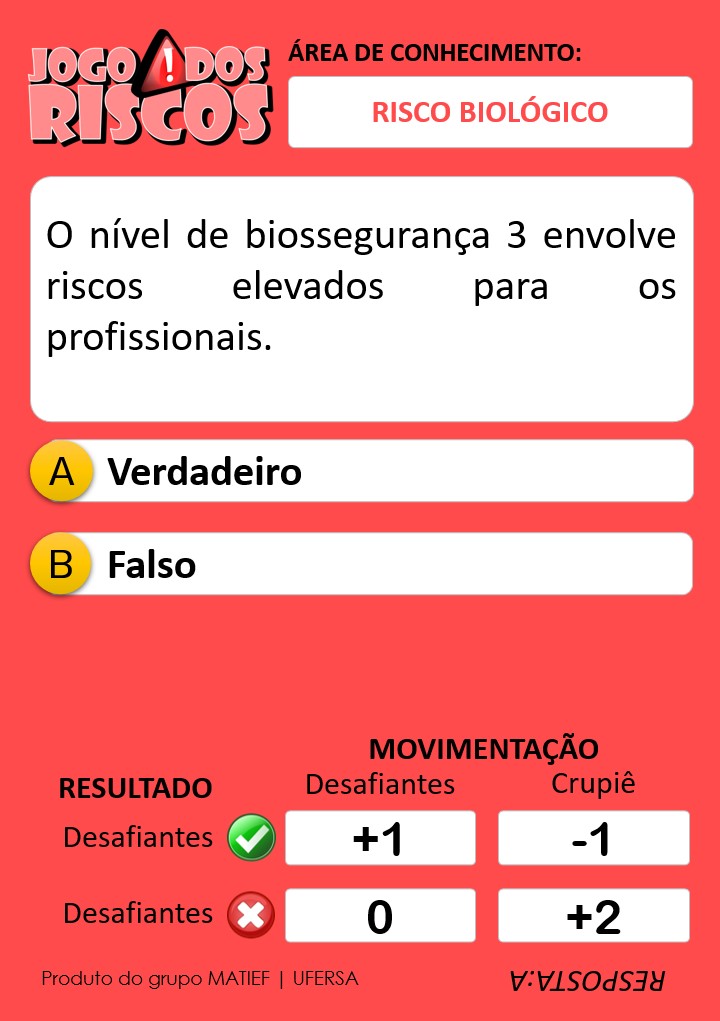 JOGO DOS
RISCOS
ÁREA DE CONHECIMENTO:
RISCO BIOLÓGICO
O nível de biossegurança 3 envolve
riscos elevados para os
profissionais.
A Verdadeiro
B Falso
MOVIMENTAÇÃO
RESULTADO Desafiantes Crupiê
Desafiantes +1 -1
Desafiantes 0 +2
Produto do grupo MATIEF | UFERSA RESPOSTA:A